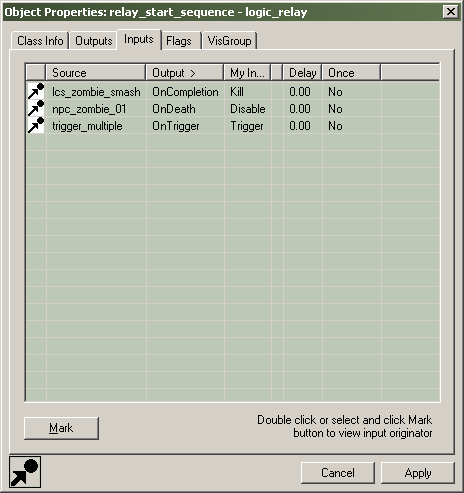 Object Properties: relay_start_sequence - logic_relay
Class Info Outputs Inputs Flags VisGroup
Source Output > My In... Delay Once
lcs_zombie_smash OnCompletion Kill 0.00 No
npc_zombie_01 OnDeath Disable 0.00 No
trigger_multiple OnTrigger Trigger 0.00 No
Mark
Double click or select and click Mark
button to view input originator
Cancel Apply